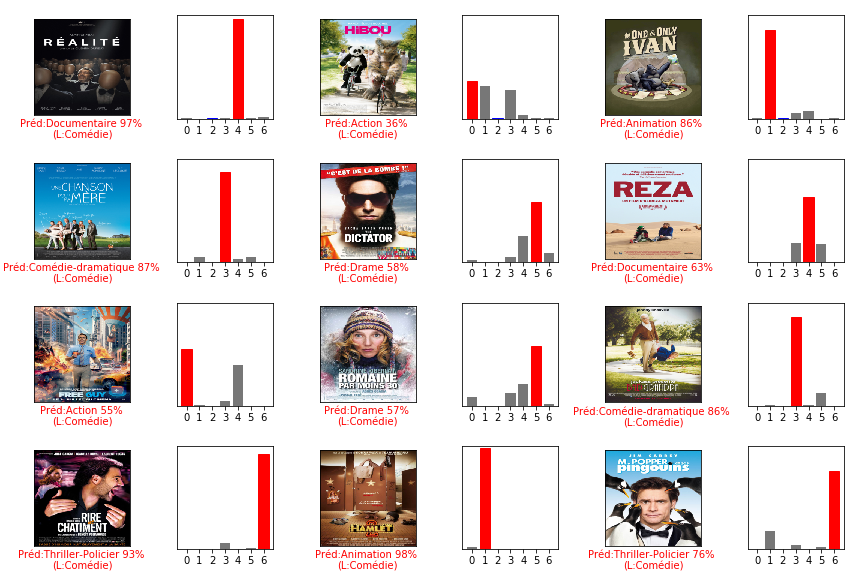 RÉALITÉ
0 1 2 3 4 5 6
Préd:Documentaire 97%
(L:Comédie)
HIBOU
0 1 2 3 4 5 6
Préd:Action 36%
(L:Comédie)
THE ONE & ONLY
IVAN
0 1 2 3 4 5 6
Préd:Animation 86%
(L:Comédie)
UNE CHANSON
MÈRE
0 1 2 3 4 5 6
Préd:Comédie-dramatique 87%
(L:Comédie)
"C'EST DE LA BOMBE !"
DICTATOR
0 1 2 3 4 5 6
Préd:Drame 58%
(L:Comédie)
REZA
0 1 2 3 4 5 6
Préd:Documentaire 63%
(L:Comédie)
FREE GUY
0 1 2 3 4 5 6
Préd:Action 55%
(L:Comédie)
ROMAINE
PAR MOINS 30
0 1 2 3 4 5 6
Préd:Drame 57%
(L:Comédie)
0 1 2 3 4 5 6
Préd:Comédie-dramatique 86%
(L:Comédie)
RIRE
CHATIMENT
0 1 2 3 4 5 6
Préd:Thriller-Policier 93%
(L:Comédie)
HAMLET
0 1 2 3 4 5 6
Préd:Animation 98%
(L:Comédie)
JIM CARREY
M. POPPER
pingouins
0 1 2 3 4 5 6
Préd:Thriller-Policier 76%
(L:Comédie)